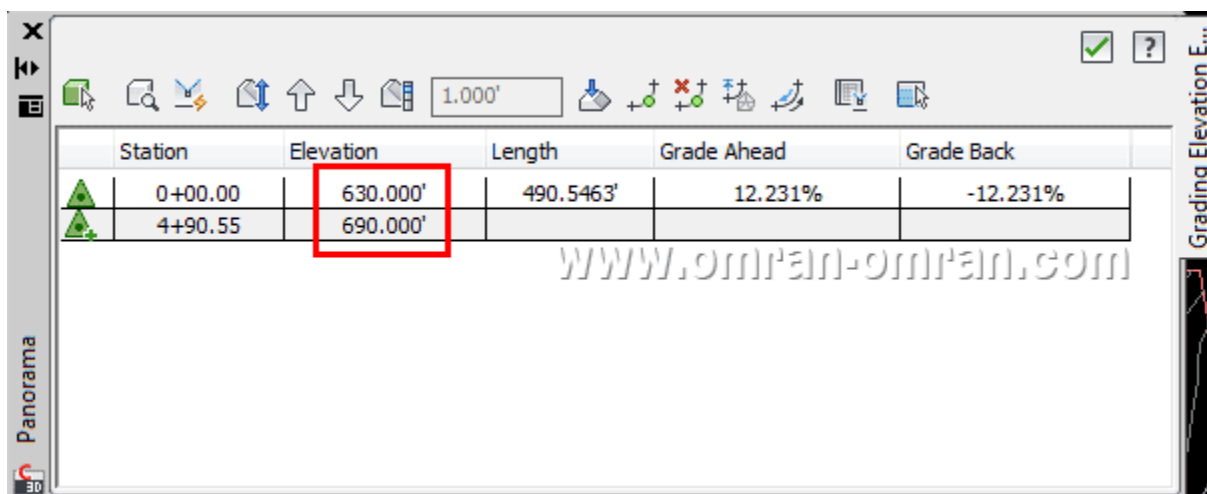 1.000'
Station Elevation Length Grade Ahead Grade Back
0+00.00 630.000' 490.5463' 12.231% -12.231%
4+90.55 690.000'
www.omran-omran.com
Panorama
Grading Elevation E...
3D